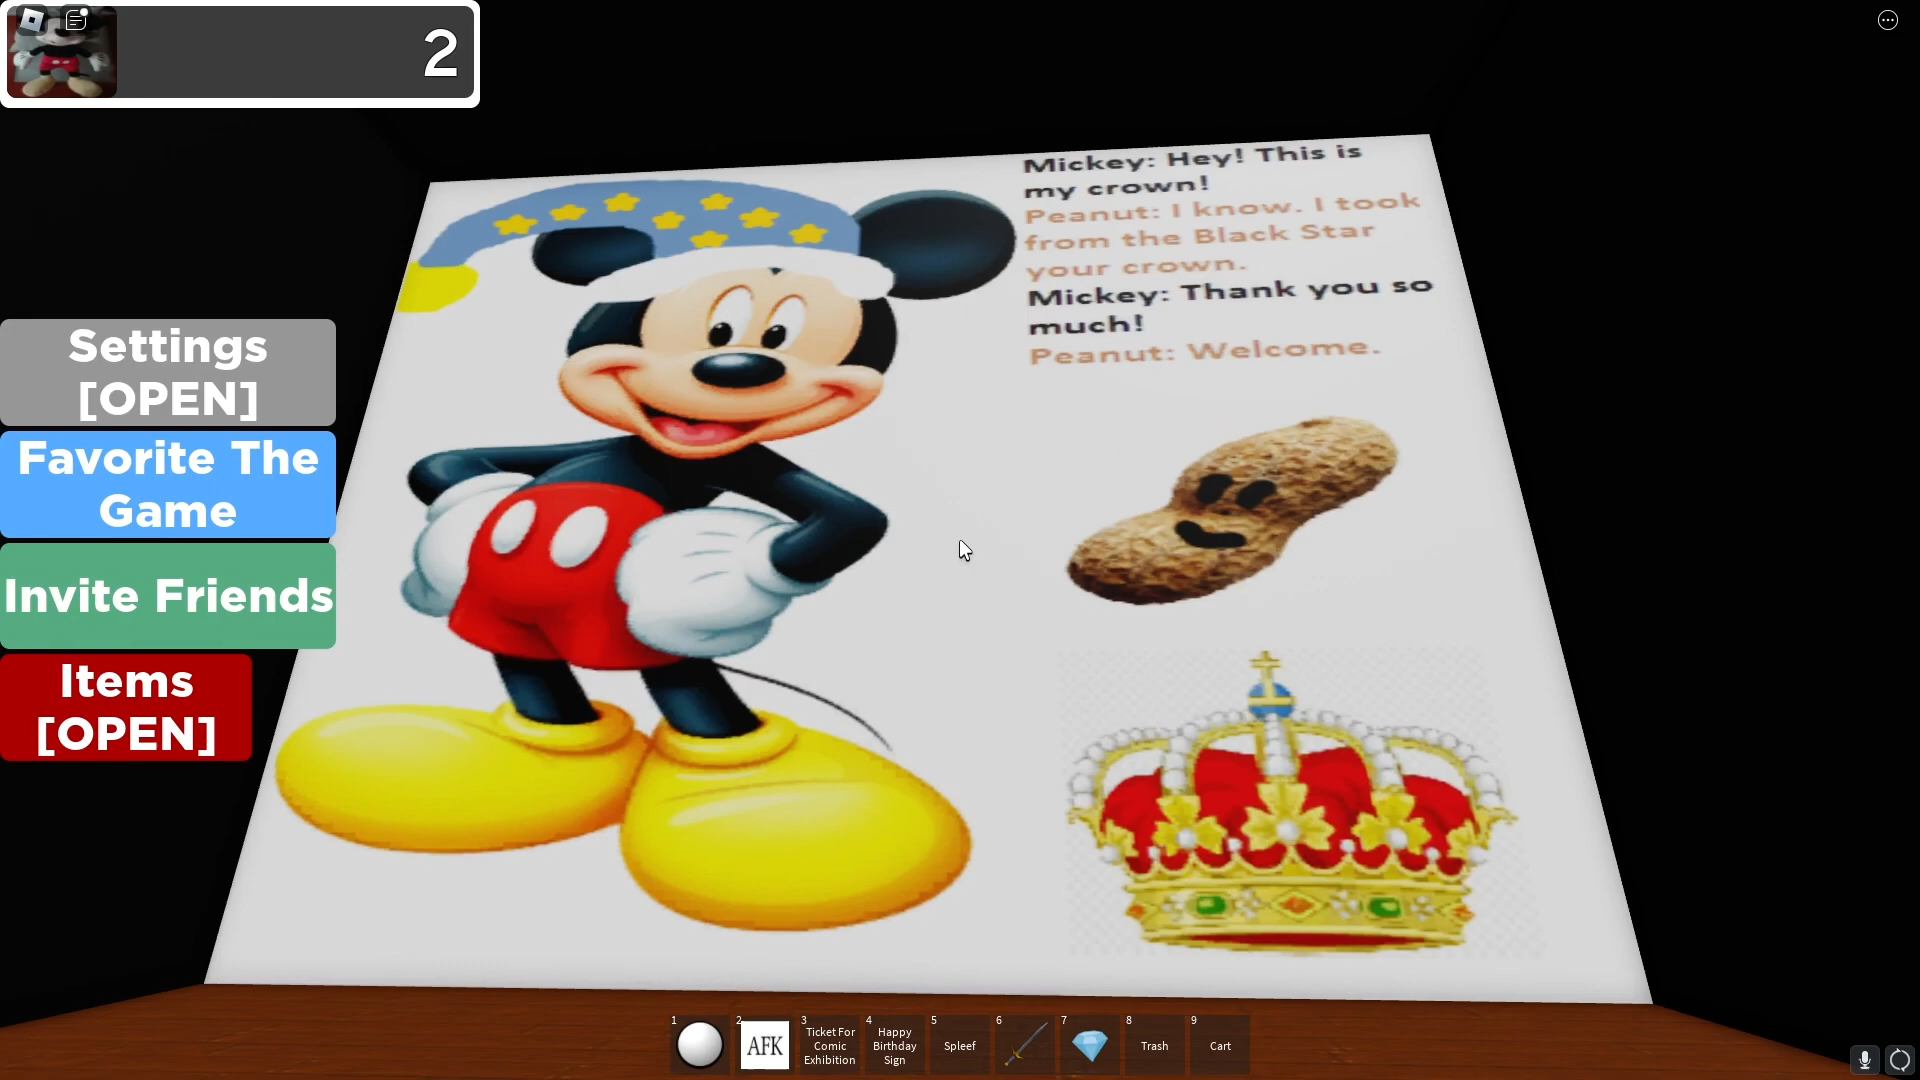 2
Mickey: Hey! This is
my crown!
Peanut: I know. I took
from the Black Star
your crown.
Mickey: Thank you so
much!
Peanut: Welcome.
Settings
[OPEN]
Favorite The
Game
Invite Friends
Items
[OPEN]
1
2
AFK
3
Ticket For
Comic
Exhibition
4
Happy
Birthday
Sign
5
Spleef
6
7
8
Trash
9
Cart